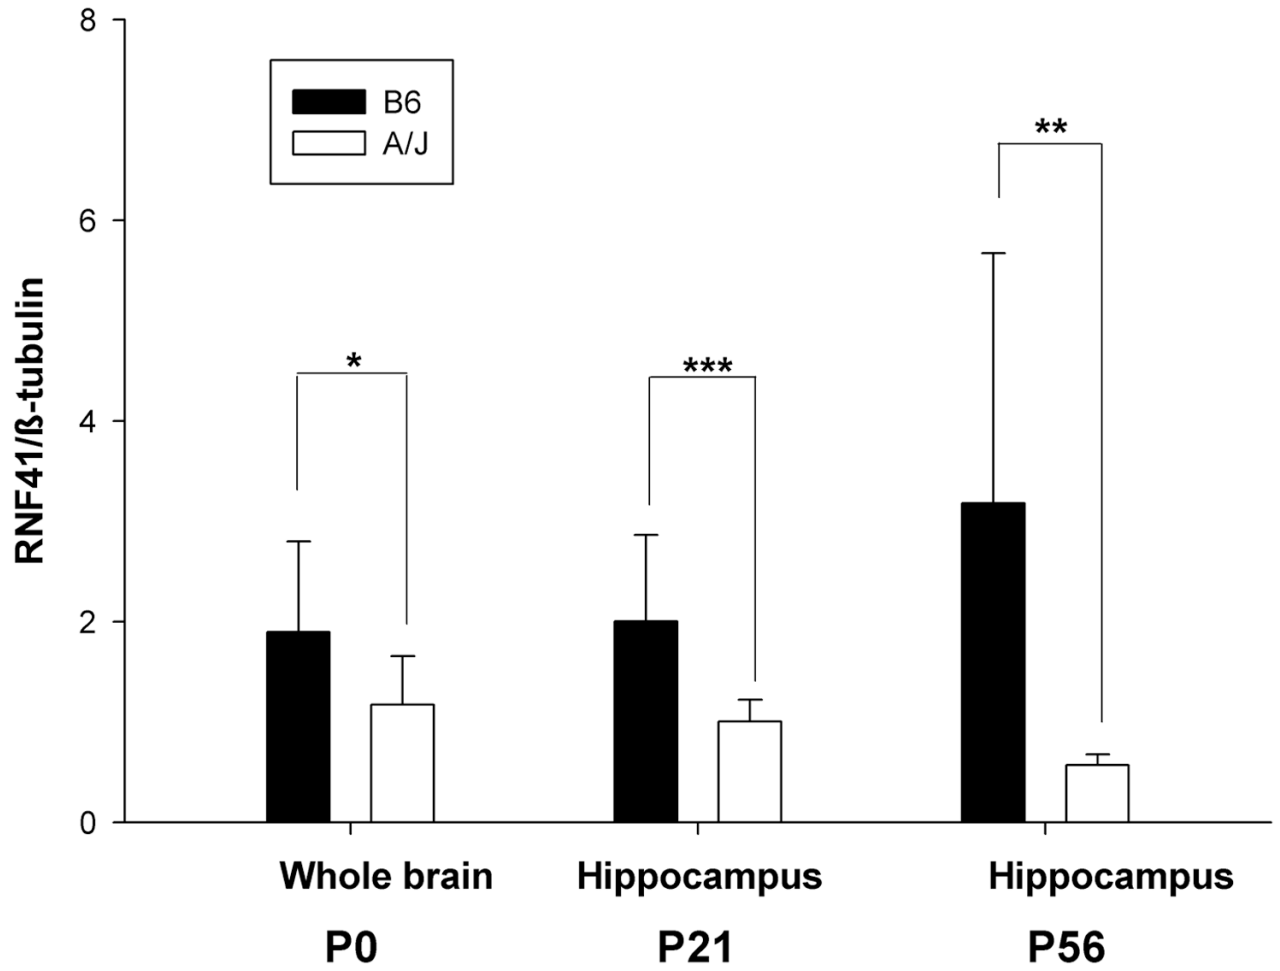 8
6
4
2
0
RNF41/ß-tubulin
B6
A/J
*
***
**
Whole brain
Hippocampus
Hippocampus
P0
P21
P56